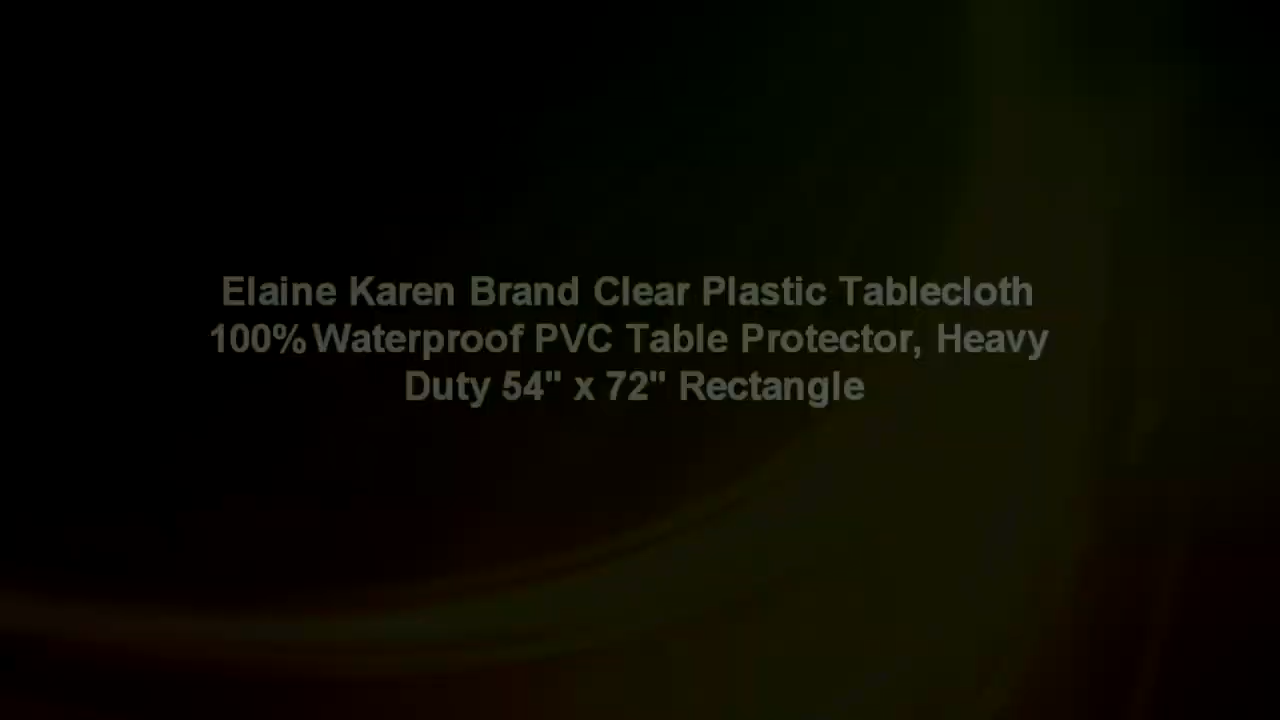 Elaine Karen Brand Clear Plastic Tablecloth
100% Waterproof PVC Table Protector, Heavy
Duty 54" x 72" Rectangle